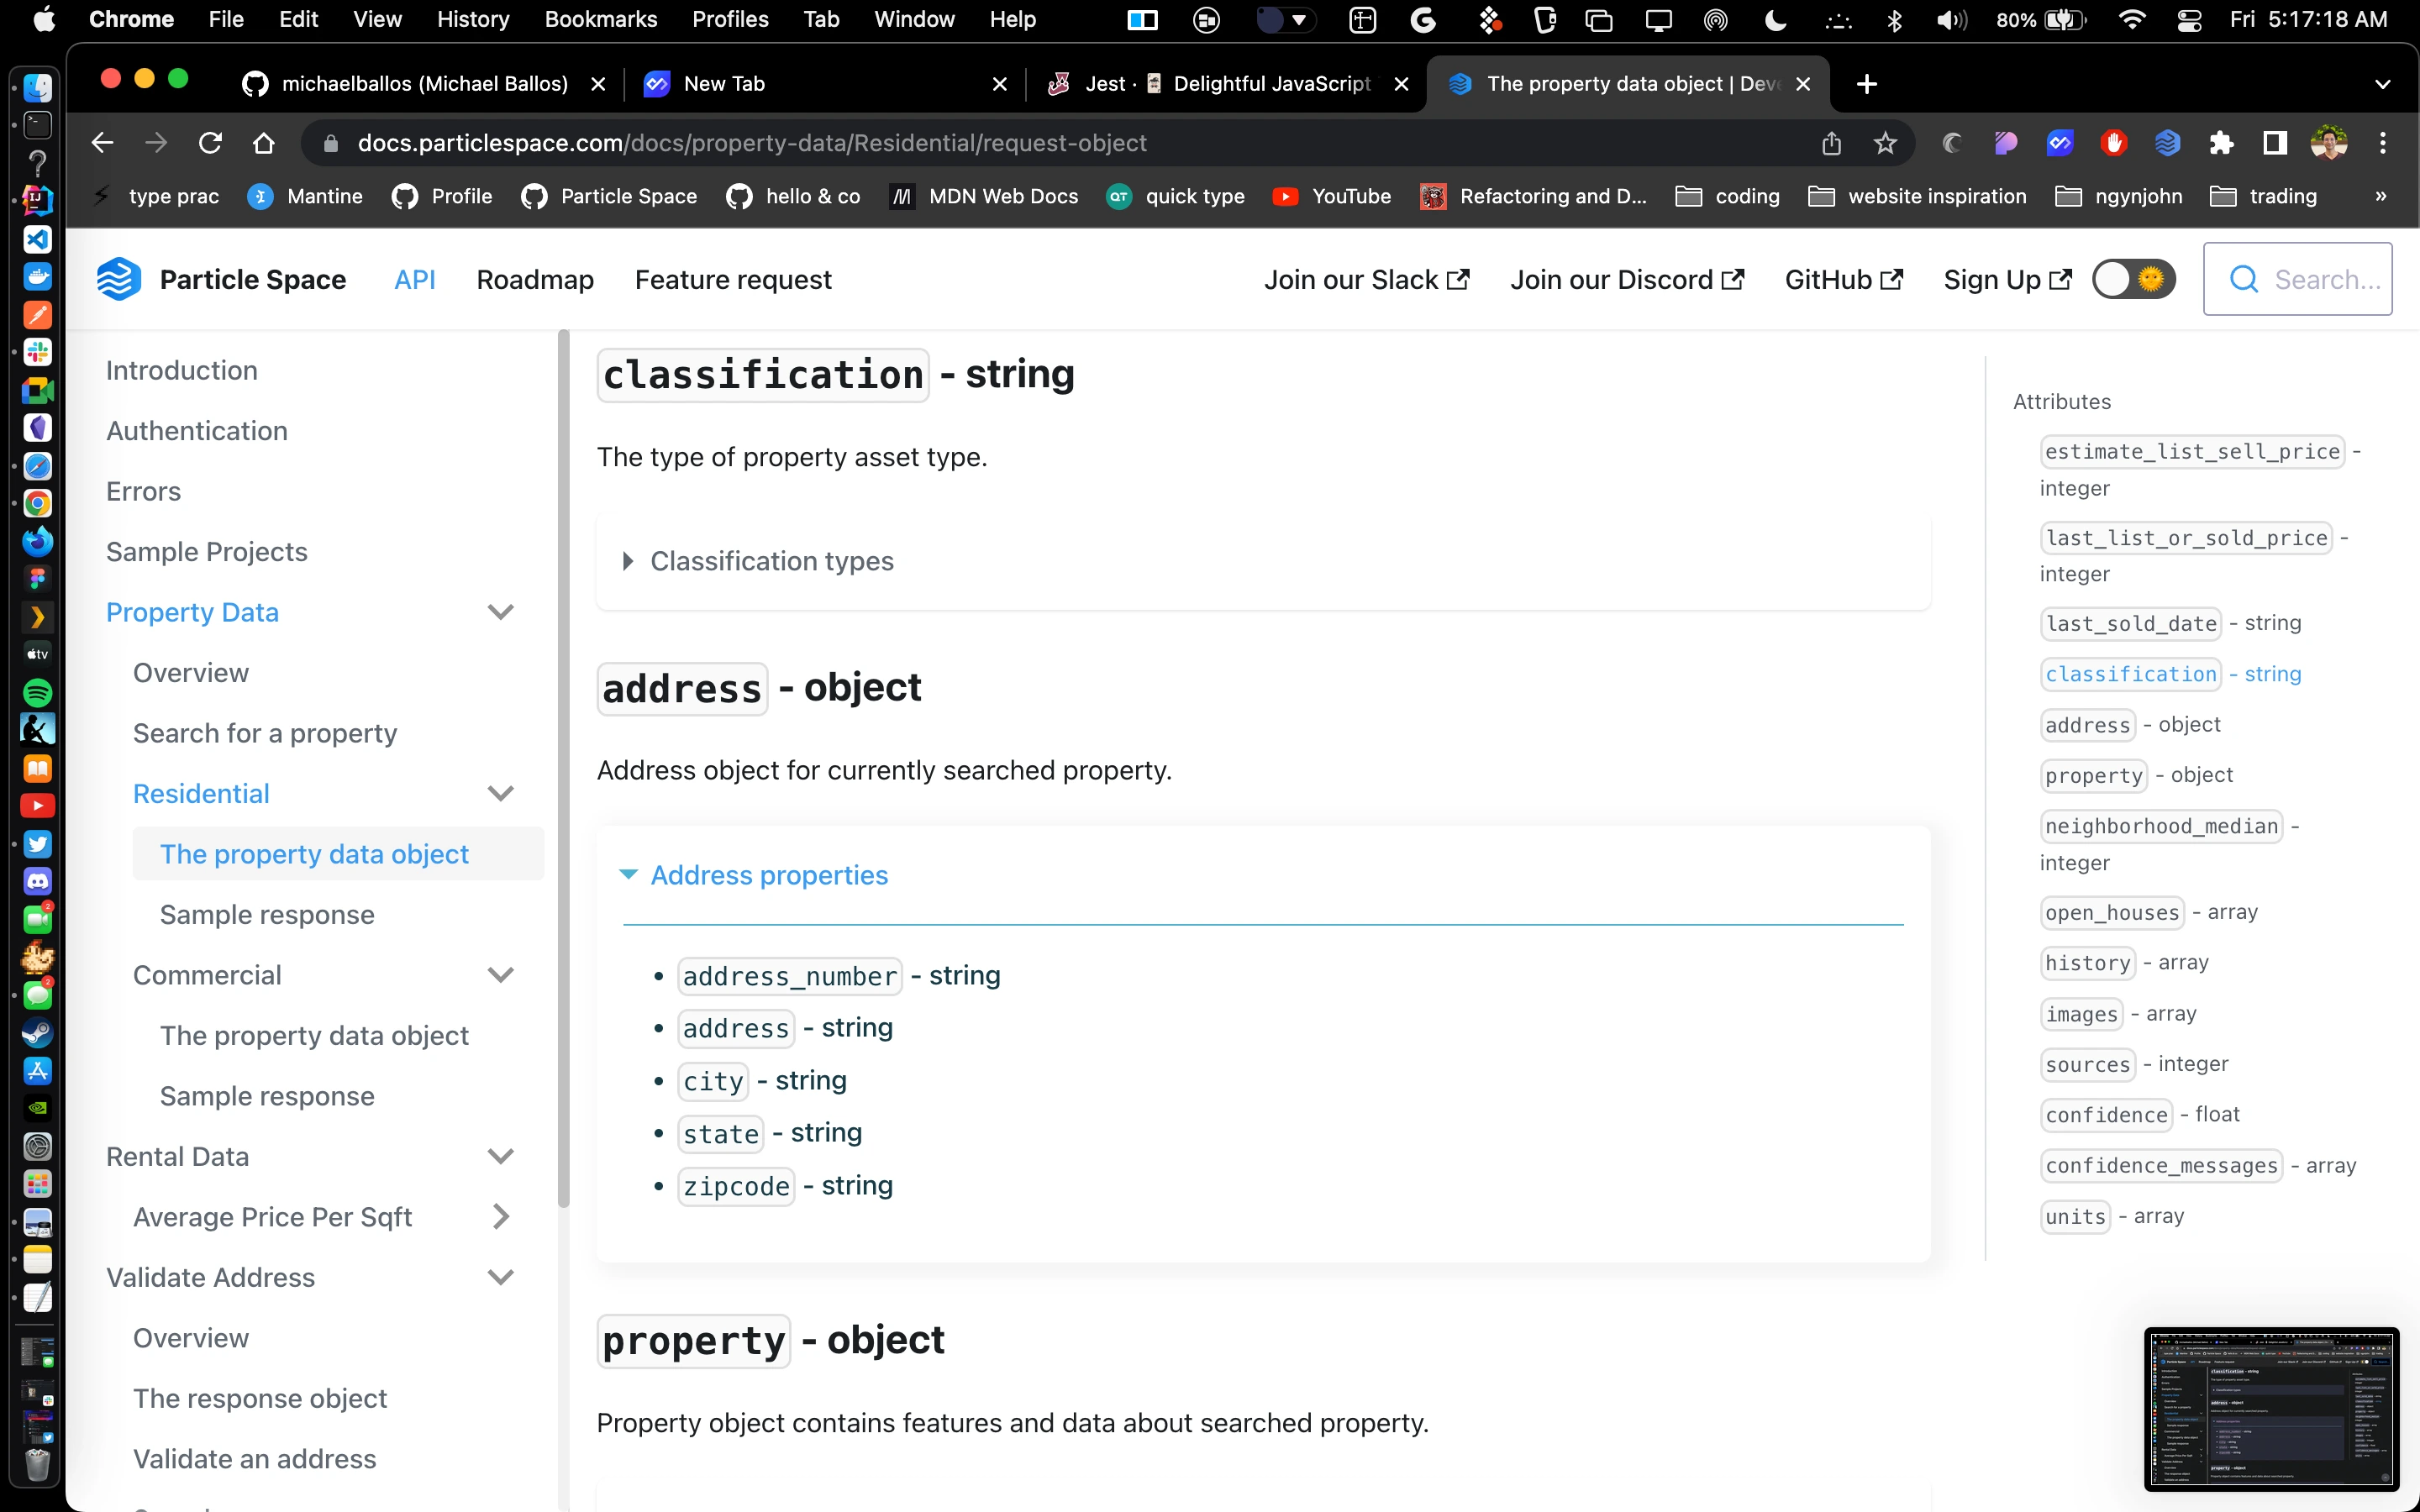 Chrome File Edit View History Bookmarks Profiles Tab Window Help 80% Fri 5:17:18 AM
michaelballos (Michael Ballos) New Tab Jest · Delightful JavaScript The property data object | Deve
docs.particlespace.com/docs/property-data/Residential/request-object
type prac Mantine Profile Particle Space hello & co MDN Web Docs QT quick type YouTube Refactoring and D... coding website inspiration ngynjohn trading »
Particle Space API Roadmap Feature request Join our Slack Join our Discord GitHub Sign Up Search...
Introduction
Authentication
Errors
Sample Projects
Property Data
Overview
Search for a property
Residential
The property data object
Sample response
Commercial
The property data object
Sample response
Rental Data
Average Price Per Sqft
Validate Address
Overview
The response object
Validate an address
classification - string
The type of property asset type.
Classification types
address - object
Address object for currently searched property.
Address properties
• address_number - string
• address - string
• city - string
• state - string
• zipcode - string
property - object
Property object contains features and data about searched property.
Attributes
estimate_list_sell_price -
integer
last_list_or_sold_price -
integer
last_sold_date - string
classification - string
address - object
property - object
neighborhood_median -
integer
open_houses - array
history - array
images - array
sources - integer
confidence - float
confidence_messages - array
units - array